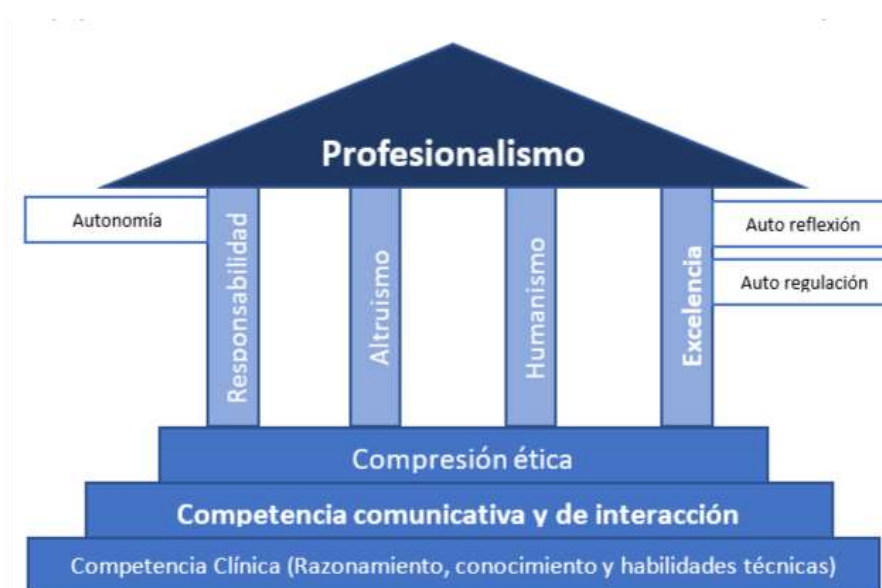 Profesionalismo
Autonomía
Responsabilidad
Altruismo
Humanismo
Excelencia
Auto reflexión
Auto regulación
Compresión ética
Competencia comunicativa y de interacción
Competencia Clínica (Razonamiento, conocimiento y habilidades técnicas)